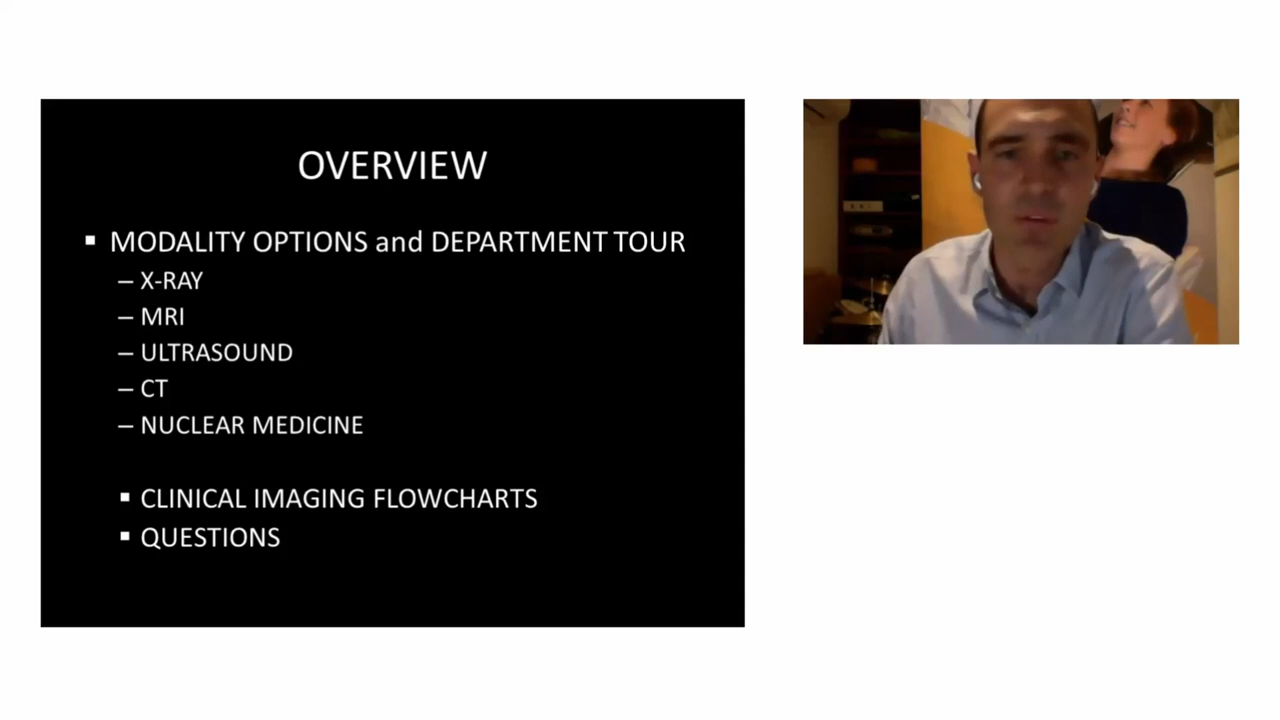 OVERVIEW
▪ MODALITY OPTIONS and DEPARTMENT TOUR
– X-RAY
– MRI
– ULTRASOUND
– CT
– NUCLEAR MEDICINE
▪ CLINICAL IMAGING FLOWCHARTS
▪ QUESTIONS